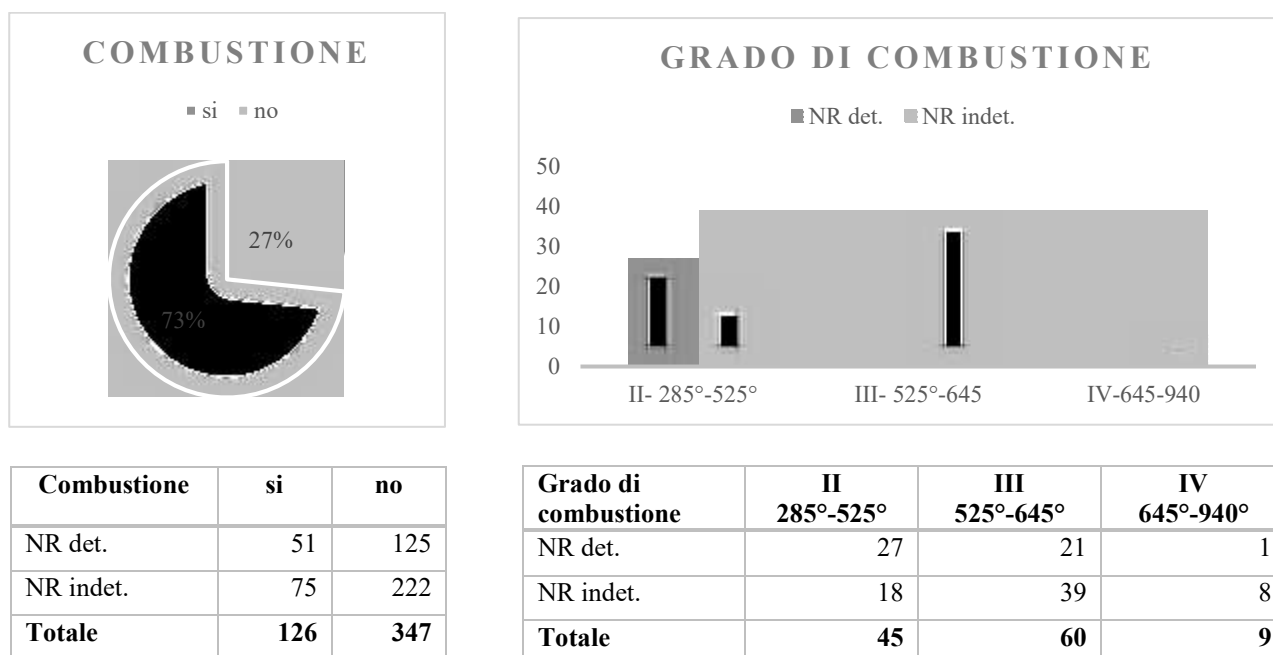 COMBUSTIONE
si no
27%
73%
GRADO DI COMBUSTIONE
NR det. NR indet.
50
40
30
20
10
0
II- 285°-525° III- 525°-645 IV-645-940
Combustione si no
NR det. 51 125
NR indet. 75 222
Totale 126 347
Grado di combustione II 285°-525° III 525°-645° IV 645°-940°
NR det. 27 21 1
NR indet. 18 39 8
Totale 45 60 9